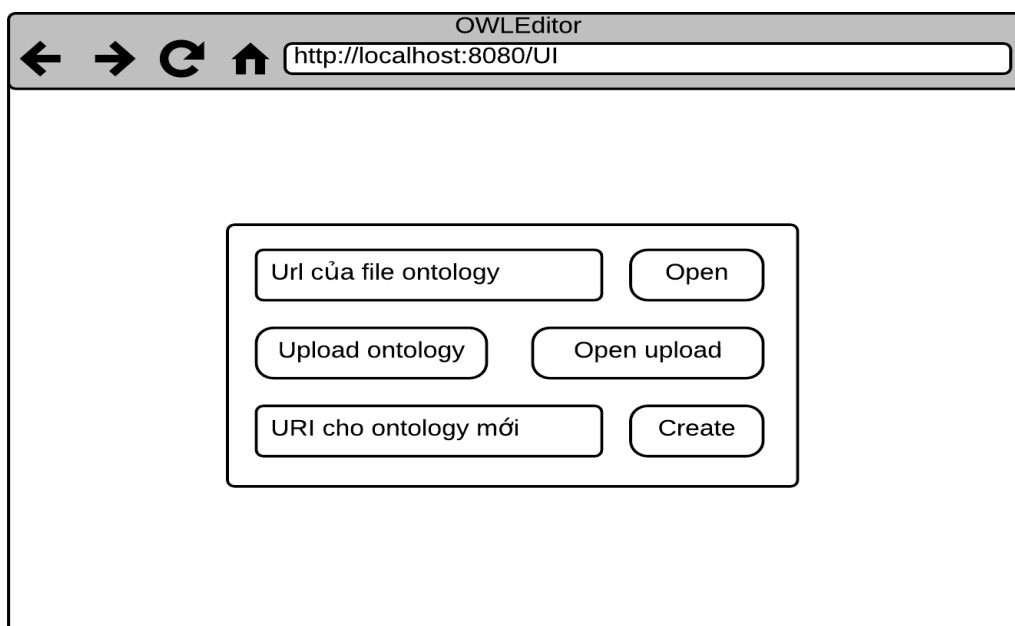 OWLEditor
http://localhost:8080/UI
Url của file ontology
Open
Upload ontology
Open upload
URI cho ontology mới
Create